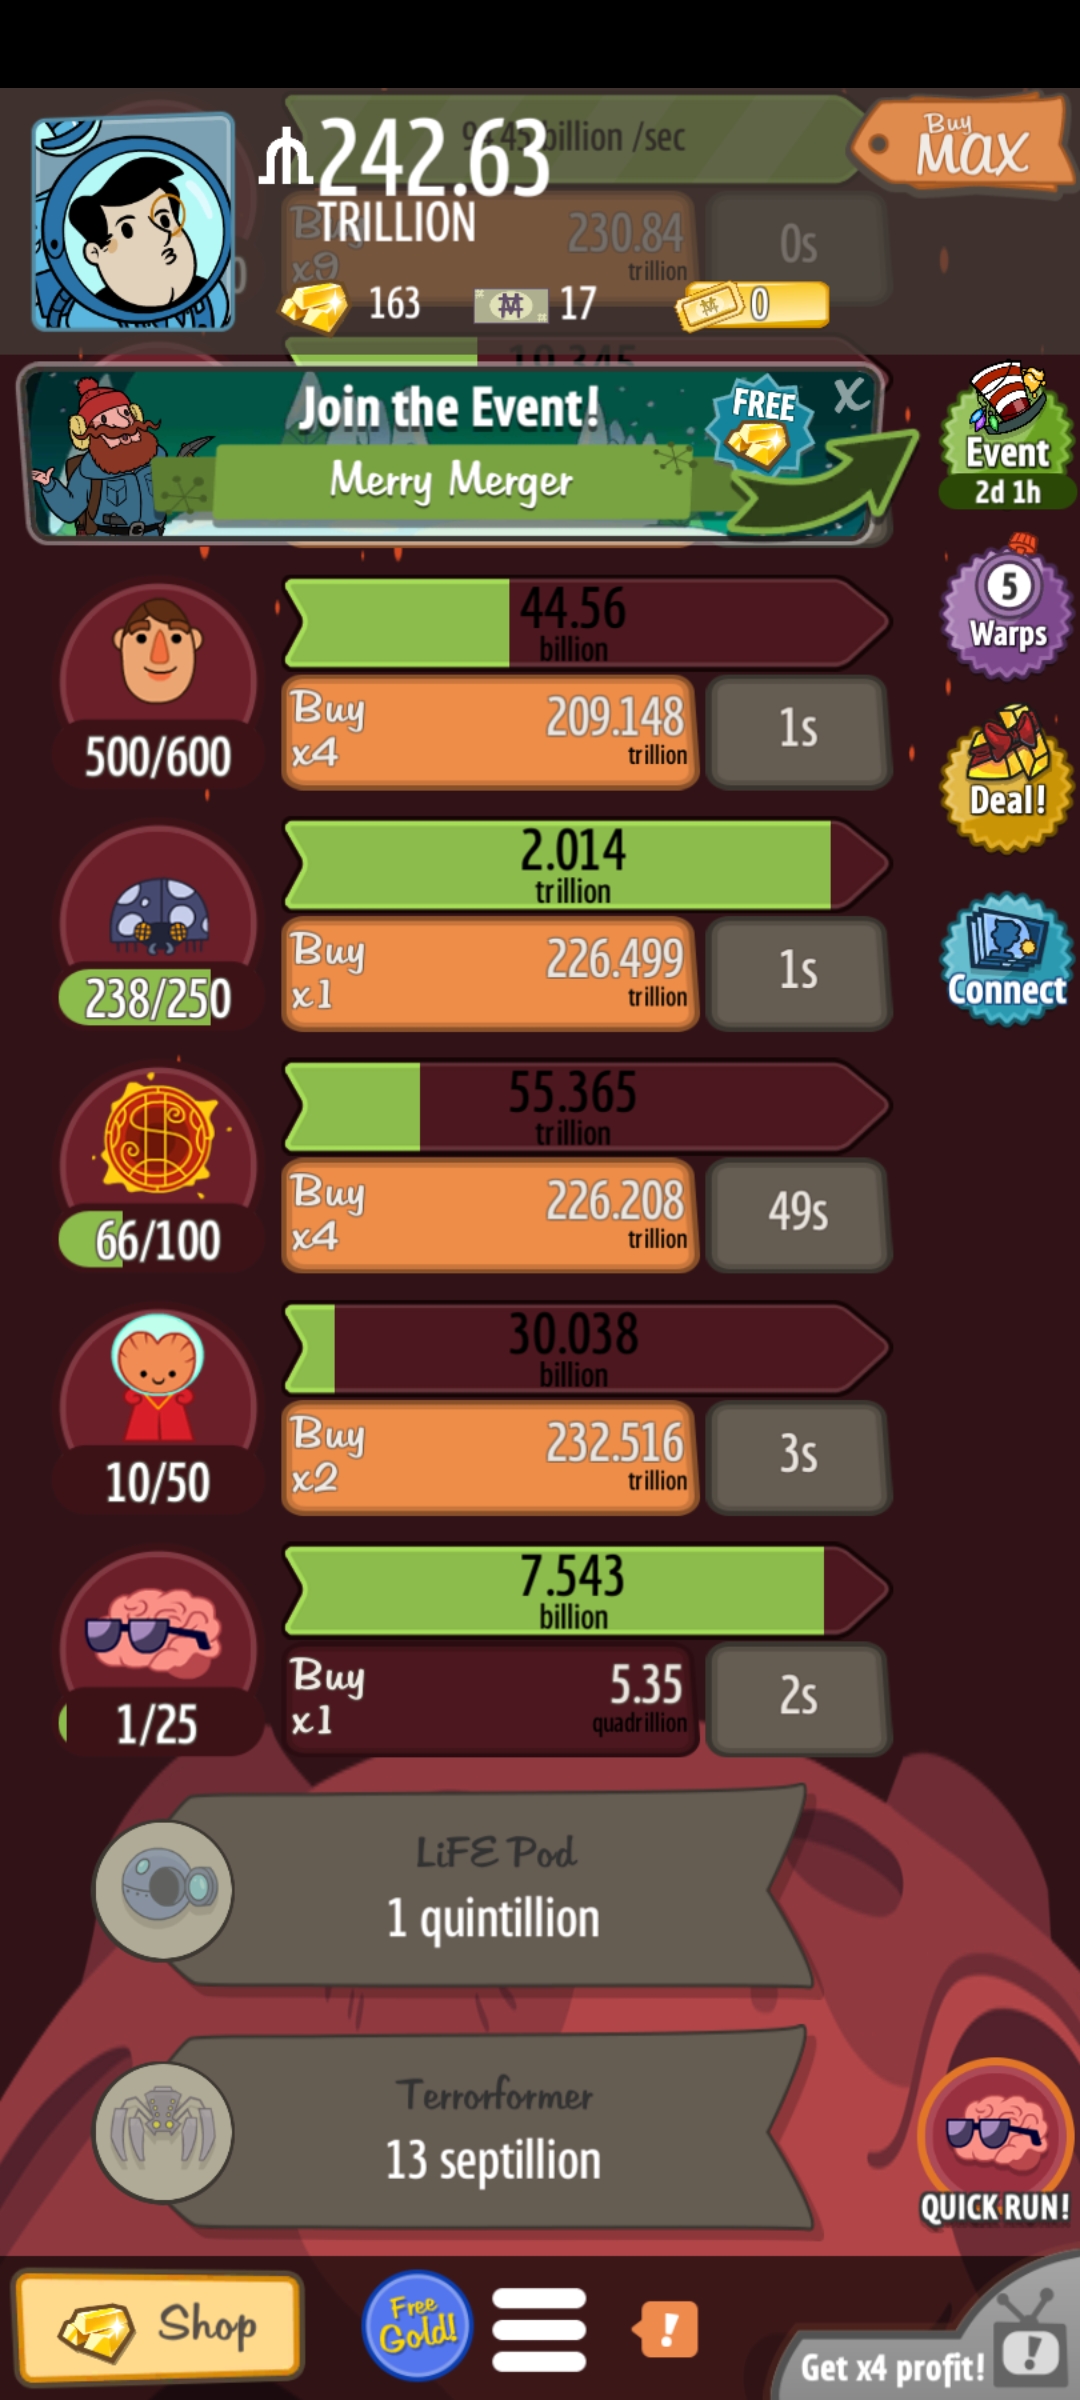 242.63
TRILLION
billion /sec
Buy
MAX
Buy
x9
230.84
trillion
0s
163
17
0
Join the Event!
FREE
X
Merry Merger
Event
2d 1h
44.56
billion
5
Warps
500/600
Buy
x4
209.148
trillion
1s
Deal!
2.014
trillion
238/250
Buy
x1
226.499
trillion
1s
Connect
55.365
trillion
66/100
Buy
x4
226.208
trillion
49s
30.038
billion
10/50
Buy
x2
232.516
trillion
3s
7.543
billion
1/25
Buy
x1
5.35
quadrillion
2s
LiFE Pod
1 quintillion
Terrorformer
13 septillion
QUICK RUN!
Shop
Free
Gold!
!
Get x4 profit!
!